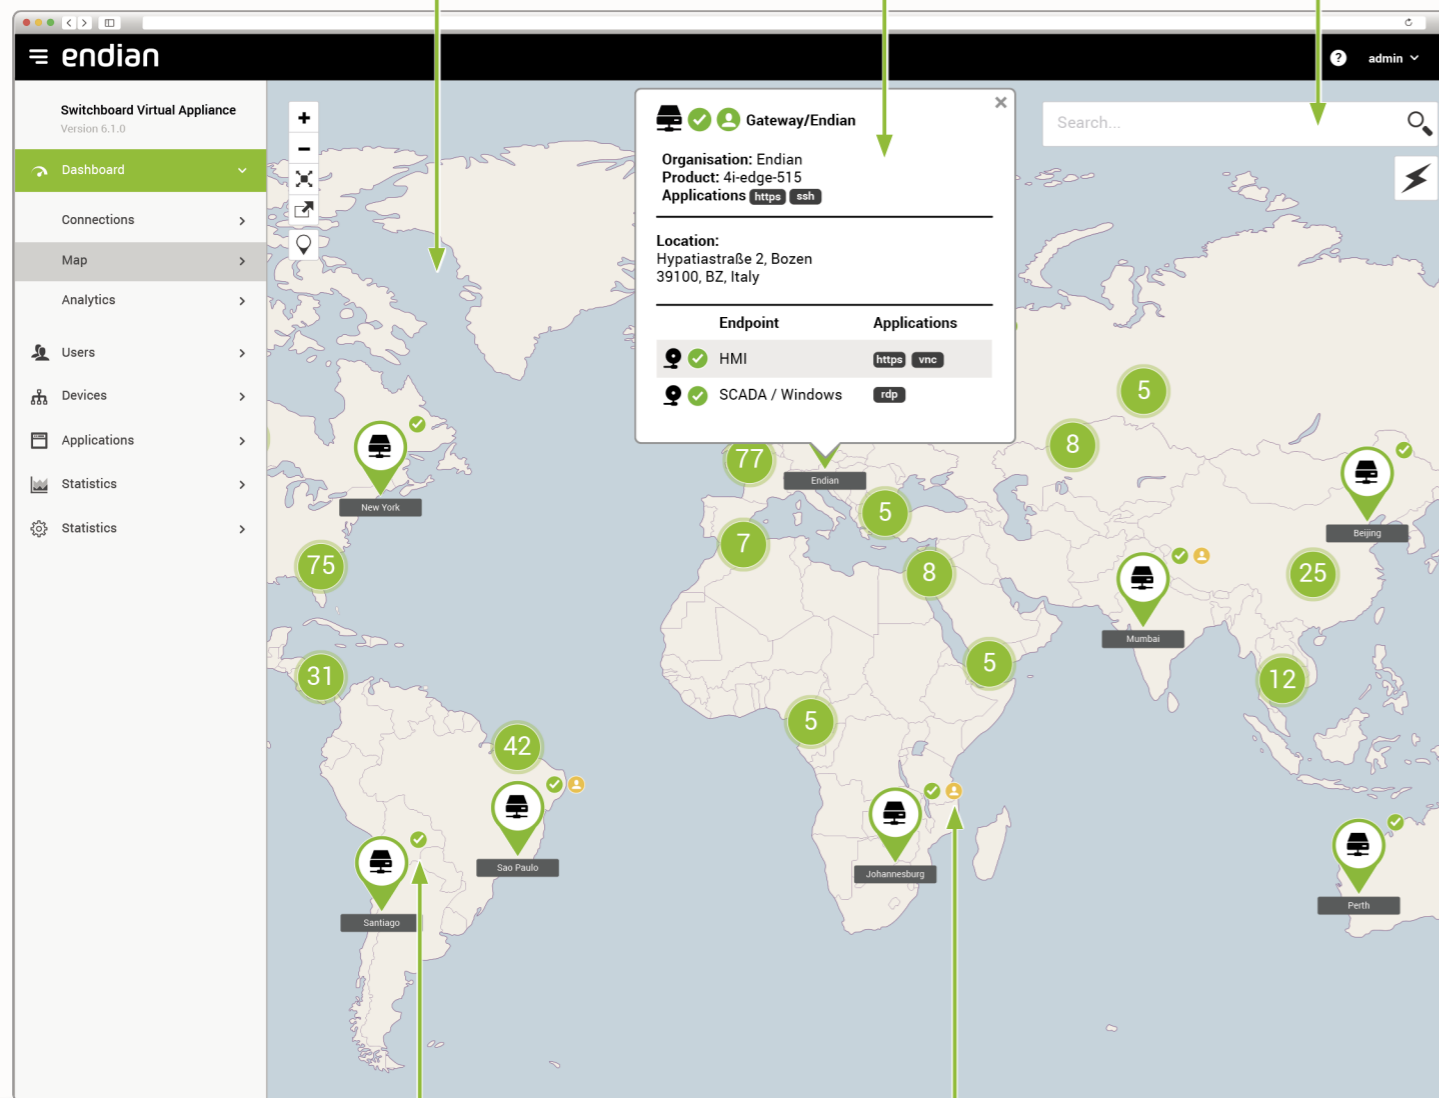 endian
admin
Switchboard Virtual Appliance
Version 6.1.0
Dashboard
Connections
Map
Analytics
Users
Devices
Applications
Statistics
Statistics
Search...
Gateway/Endian
Organisation: Endian
Product: 4i-edge-515
Applications https ssh
Location:
Hypatiastraße 2, Bozen
39100, BZ, Italy
Endpoint Applications
HMI https vnc
SCADA / Windows rdp
5
8
77
Endian
New York
5
Beijing
7
75
8
25
Mumbai
5
31
12
5
42
Sao Paulo
Johannesburg
Santiago
Perth